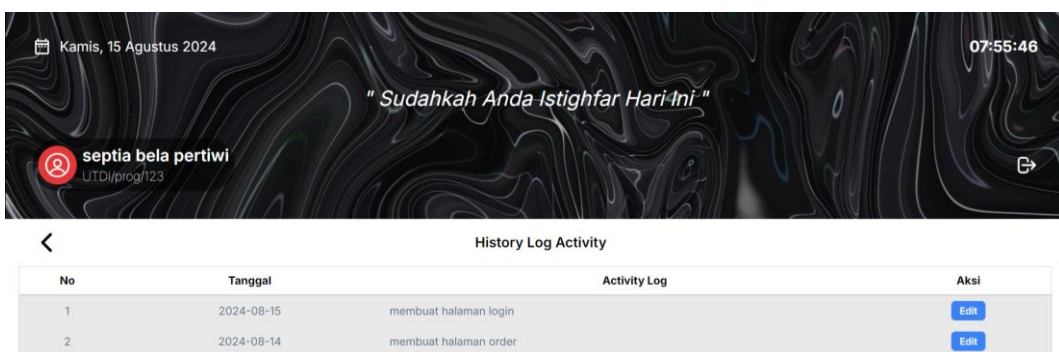 Kamis, 15 Agustus 2024
07:55:46
" Sudahkah Anda Istighfar Hari Ini "
septia bela pertiwi
UTDI/prog/123
History Log Activity
No Tanggal Activity Log Aksi
1 2024-08-15 membuat halaman login Edit
2 2024-08-14 membuat halaman order Edit